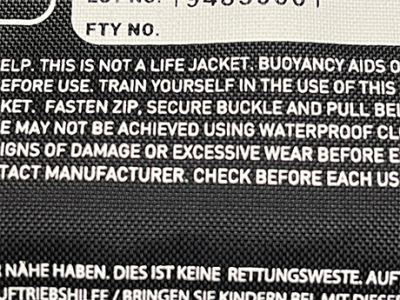 FTY NO.
ELP. THIS IS NOT A LIFE JACKET. BUOYANCY AIDS O
EFORE USE. TRAIN YOURSELF IN THE USE OF THIS
KET. FASTEN ZIP, SECURE BUCKLE AND PULL BEL
E MAY NOT BE ACHIEVED USING WATERPROOF CL
IGNS OF DAMAGE OR EXCESSIVE WEAR BEFORE E
TACT MANUFACTURER. CHECK BEFORE EACH US
R NÄHE HABEN. DIES IST KEINE RETTUNGSWESTE. AUFT
UFTRIEBSHILFE / BRINGEN SIE KINDERN BEI, MIT DIESE